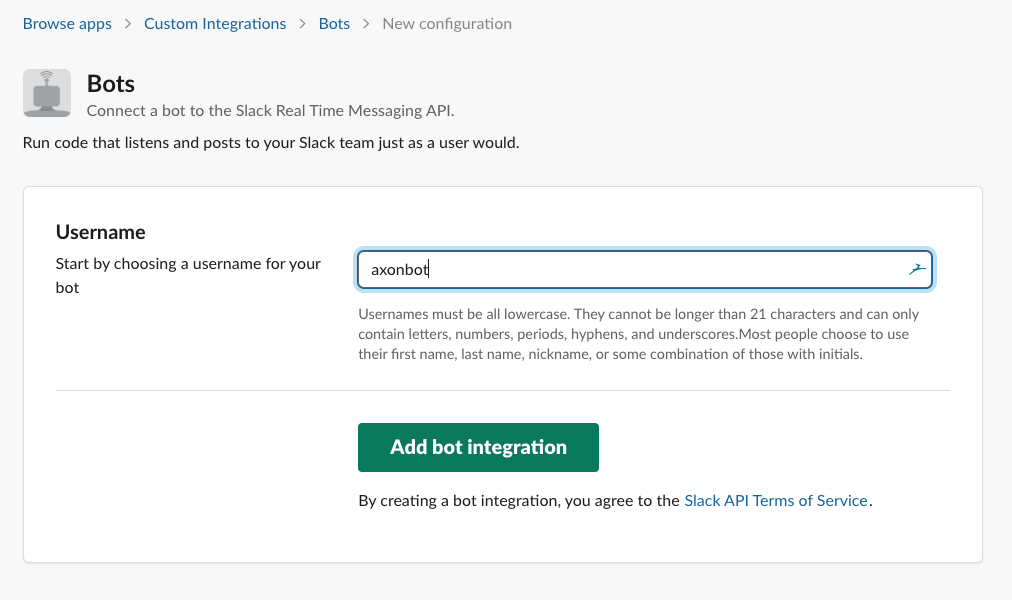 Browse apps > Custom Integrations > Bots > New configuration
Bots
Connect a bot to the Slack Real Time Messaging API.
Run code that listens and posts to your Slack team just as a user would.
Username
Start by choosing a username for your
bot
axonbot
Usernames must be all lowercase. They cannot be longer than 21 characters and can only
contain letters, numbers, periods, hyphens, and underscores.Most people choose to use
their first name, last name, nickname, or some combination of those with initials.
Add bot integration
By creating a bot integration, you agree to the Slack API Terms of Service.